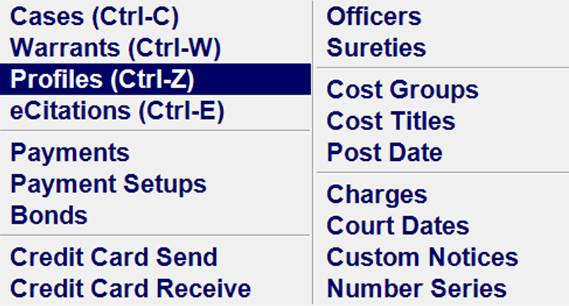 Cases (Ctrl-C)
Warrants (Ctrl-W)
Profiles (Ctrl-Z)
eCitations (Ctrl-E)
Payments
Payment Setups
Bonds
Credit Card Send
Credit Card Receive
Officers
Sureties
Cost Groups
Cost Titles
Post Date
Charges
Court Dates
Custom Notices
Number Series